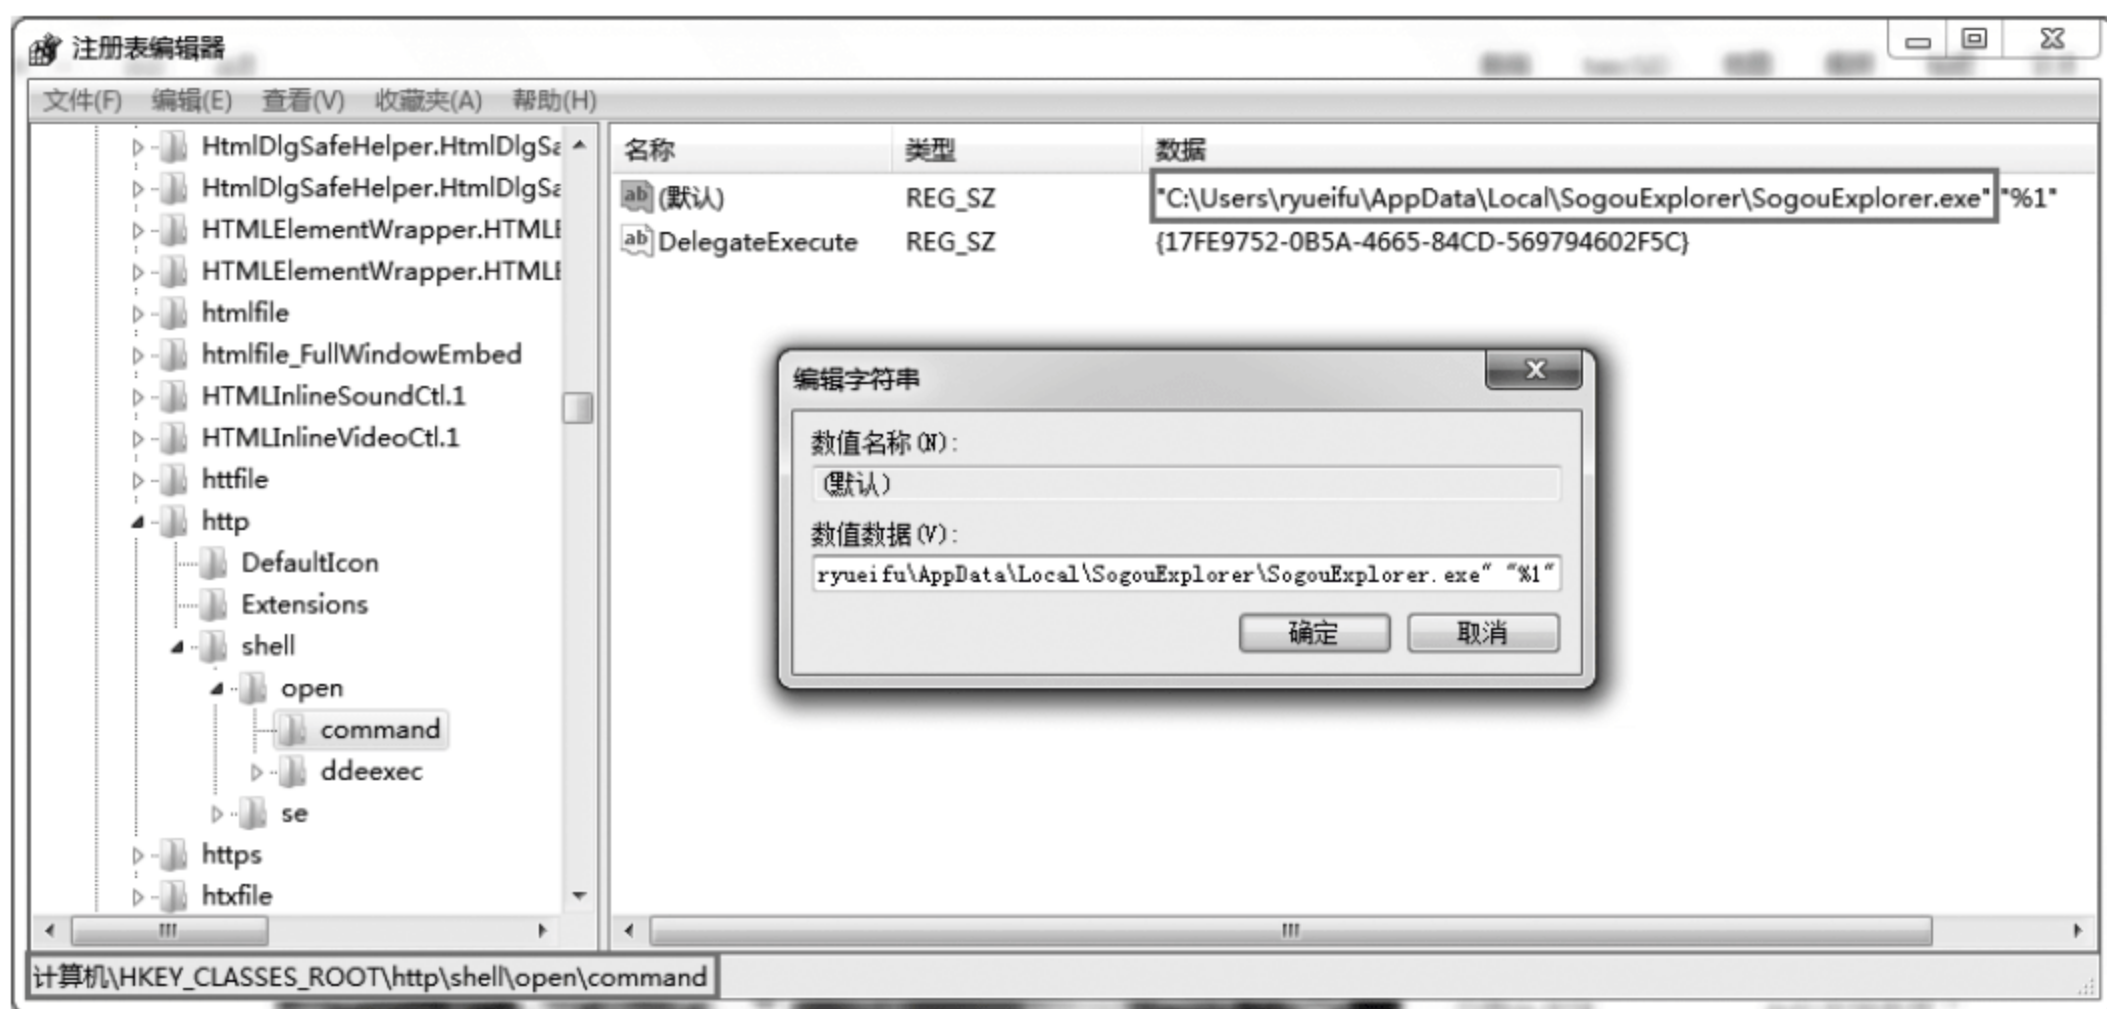 注册表编辑器
文件(F) 编辑(E) 查看(V) 收藏夹(A) 帮助(H)
HtmlDlgSafeHelper.HtmlDlgSa
HtmlDlgSafeHelper.HtmlDlgSa
HTMLElementWrapper.HTMLE
HTMLElementWrapper.HTMLE
htmlfile
htmlfile_FullWindowEmbed
HTMLInlineSoundCtl.1
HTMLInlineVideoCtl.1
httfile
http
DefaultIcon
Extensions
shell
open
command
ddeexec
se
https
htxfile
名称 类型 数据
(默认) REG_SZ "C:\Users\ryueifu\AppData\Local\SogouExplorer\SogouExplorer.exe" "%1"
DelegateExecute REG_SZ {17FE9752-0B5A-4665-84CD-569794602F5C}
编辑字符串
数值名称(N):
(默认)
数值数据(V):
ryueifu\AppData\Local\SogouExplorer\SogouExplorer.exe" "%1"
确定 取消
计算机\HKEY_CLASSES_ROOT\http\shell\open\command